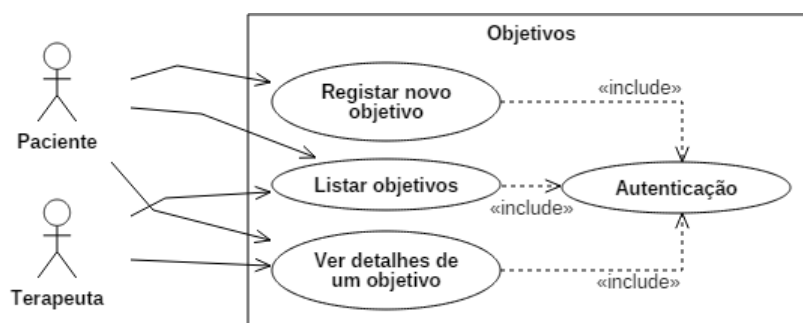 Objetivos
Registar novo
objetivo
«include»
Paciente
Listar objetivos
«include»
Autenticação
Terapeuta
Ver detalhes de
um objetivo
«include»